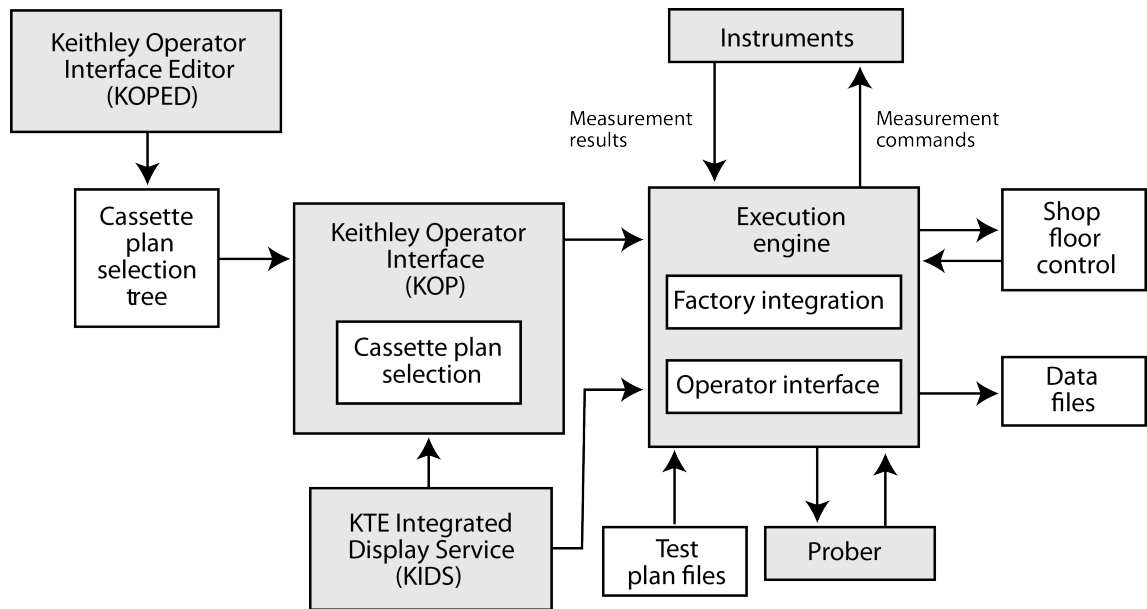 Keithley Operator
Interface Editor
(KOPED)
Instruments
Measurement
results
Measurement
commands
Cassette
plan
selection
tree
Keithley Operator
Interface
(KOP)
Cassette plan
selection
Execution
engine
Factory integration
Operator interface
Shop
floor
control
Data
files
KTE Integrated
Display Service
(KIDS)
Test
plan files
Prober